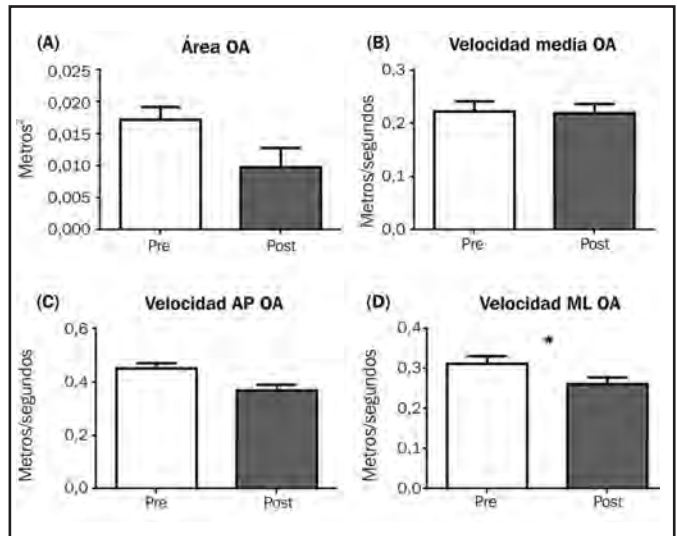 (A)
Área OA
Metros²
0,025
0,020
0,015
0,010
0,005
0,000
Pre
Post
(B)
Velocidad media OA
Metros/segundos
0,3
0,2
0,1
0,0
Pre
Post
(C)
Velocidad AP OA
Metros/segundos
0,6
0,4
0,2
0,0
Pre
Post
(D)
Velocidad ML OA
Metros/segundos
0,4
0,3
0,2
0,0
Pre
Post
*